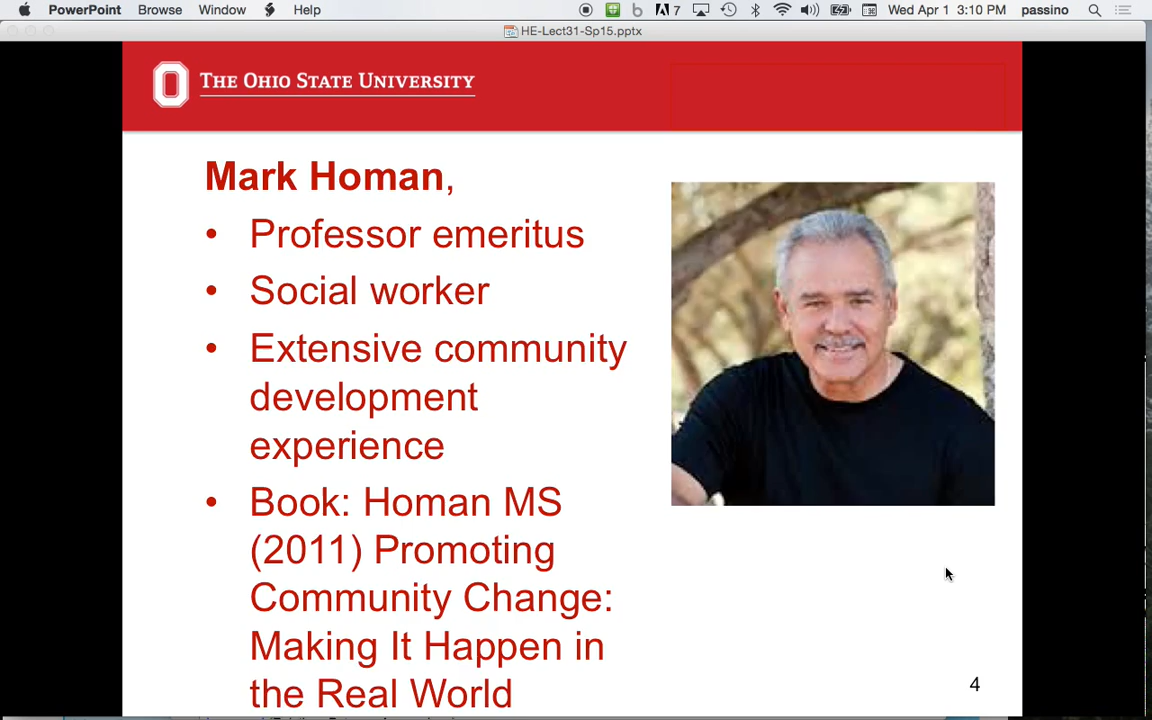 PowerPoint Browse Window Help 7 Wed Apr 1 3:10 PM passino
HE-Lect31-Sp15.pptx
THE OHIO STATE UNIVERSITY
Mark Homan,
• Professor emeritus
• Social worker
• Extensive community
development
experience
• Book: Homan MS
(2011) Promoting
Community Change:
Making It Happen in
the Real World
4